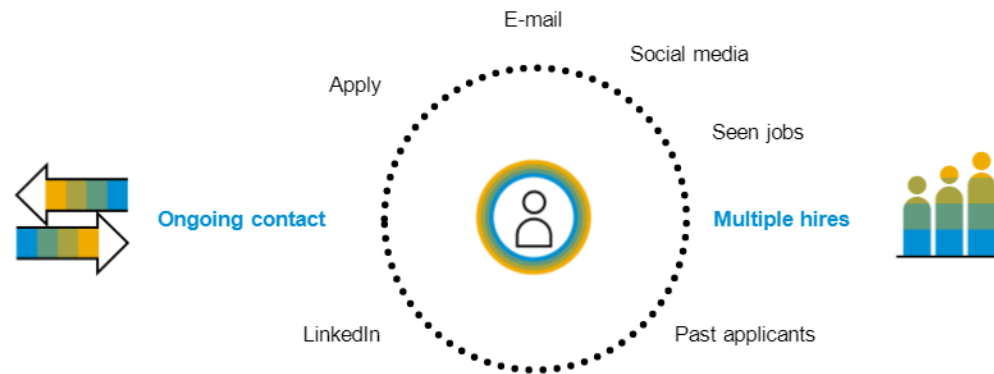 E-mail
Social media
Apply
Seen jobs
Ongoing contact
Multiple hires
LinkedIn
Past applicants